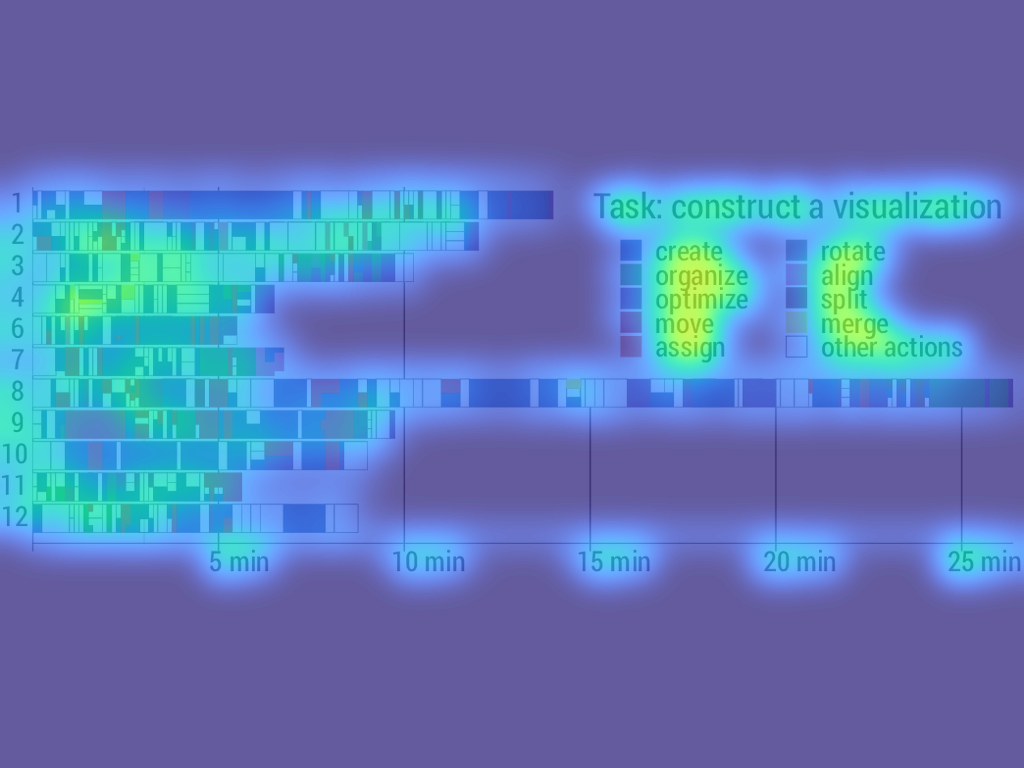 Task: construct a visualization
create
organize
optimize
move
assign
rotate
align
split
merge
other actions
1
2
3
4
6
7
8
9
10
11
12
5 min
10 min
15 min
20 min
25 min